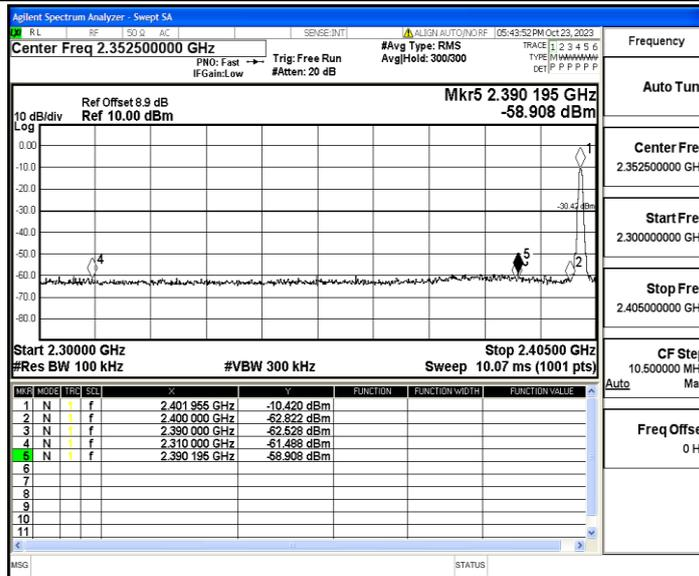 Agilent Spectrum Analyzer - Swept SA
RL RF 50 Ω AC SENSE:INT ALIGN AUTO/NO RF 05:43:52 PM Oct 23, 2023
Center Freq 2.352500000 GHz
PNO: Fast Trig: Free Run
IFGain:Low #Atten: 20 dB
#Avg Type: RMS
Avg|Hold: 300/300
TRACE 1 2 3 4 5 6
TYPE M WWWWW
DET P P P P P P
Ref Offset 8.9 dB
10 dB/div Ref 10.00 dBm
Log
Mkr5 2.390 195 GHz
-58.908 dBm
0.00
-10.0
-20.0
-30.0
-40.0
-50.0
-60.0
-70.0
-80.0
-30.42 dBm
1
2
4
5
Start 2.30000 GHz Stop 2.40500 GHz
#Res BW 100 kHz #VBW 300 kHz Sweep 10.07 ms (1001 pts)
MKR MODE TRC SCL X Y FUNCTION FUNCTION WIDTH FUNCTION VALUE
1 N 1 f 2.401 955 GHz -10.420 dBm
2 N 1 f 2.400 000 GHz -62.822 dBm
3 N 1 f 2.390 000 GHz -62.528 dBm
4 N 1 f 2.310 000 GHz -61.488 dBm
5 N 1 f 2.390 195 GHz -58.908 dBm
6
7
8
9
10
11
MSG STATUS
Frequency
Auto Tun
Center Fre
2.352500000 GH
Start Fre
2.300000000 GH
Stop Fre
2.405000000 GH
CF Ste
10.500000 MH
Auto Ma
Freq Offse
0 H